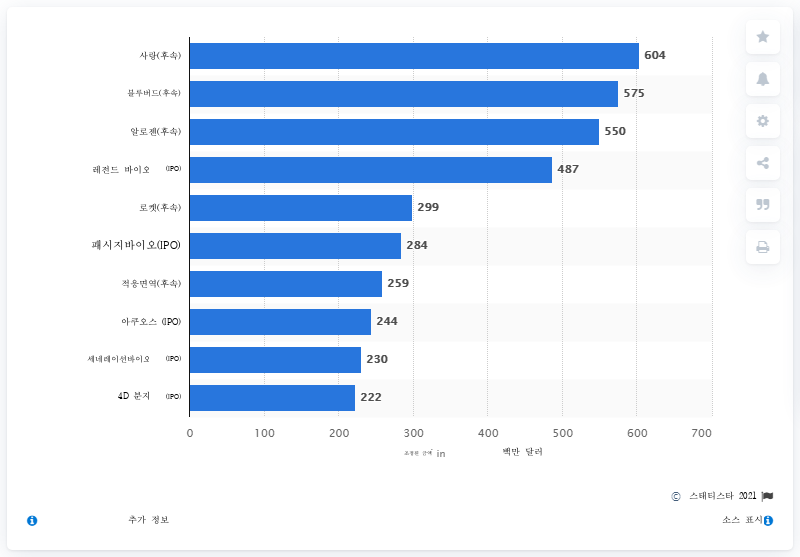 사랑(후속)
604
블루버드(후속)
575
알로젠(후속)
550
레전드 바이오 (IPO)
487
로켓(후속)
299
패시지바이오(IPO)
284
적응면역(후속)
259
아쿠오스 (IPO)
244
세네레이션바이오 (IPO)
230
4D 분자 (IPO)
222
0 100 200 300 400 500 600 700
금액 in 백만 달러
© 스태티스타 2021
추가 정보 소스 표시